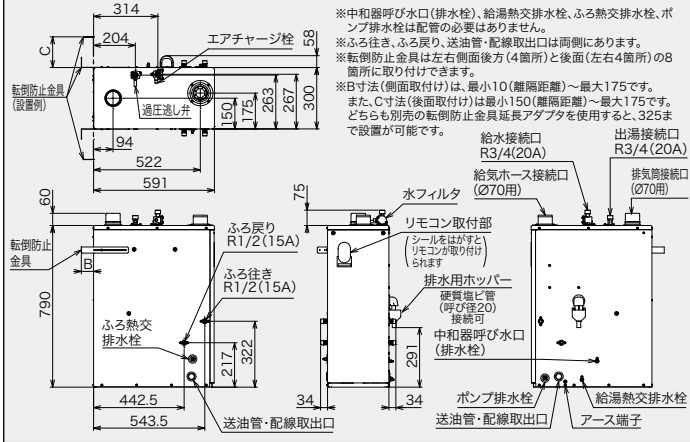 314
204
C
エアチャージ栓
58
転倒防止金具
(設置例)
過圧逃し弁
150
175
263
267
300
94
522
591
※中和器呼び水口(排水栓)、給湯熱交排水栓、ふろ熱交排水栓、ポ
ンプ排水栓は配管の必要はありません。
※ふろ往き、ふろ戻り、送油管・配線取出口は両側にあります。
※転倒防止金具は左右側面後方(4箇所)と後面(左右4箇所)の8
箇所に取り付けできます。
※B寸法(側面取付け)は、最小10(離隔距離)~最大175です。
また、C寸法(後面取付け)は最小150(離隔距離)~最大175です。
どちらも別売の転倒防止金具延長アダプタを使用すると、325ま
で設置が可能です。
60
転倒防止
金具
B
790
ふろ戻り
R1/2(15A)
ふろ往き
R1/2(15A)
ふろ熱交
排水栓
217
322
442.5
543.5
送油管・配線取出口
75
水フィルタ
リモコン取付部
(シールをはがすと
リモコンが取り付け
られます)
排水用ホッパー
硬質塩ビ管
(呼び径20)
接続可
291
34
34
給水接続口
R3/4(20A)
出湯接続口
R3/4(20A)
給気ホース接続口
(Ø70用)
排気筒接続口
(Ø70用)
中和器呼び水口
(排水栓)
ポンプ排水栓
給湯熱交排水栓
送油管・配線取出口
アース端子